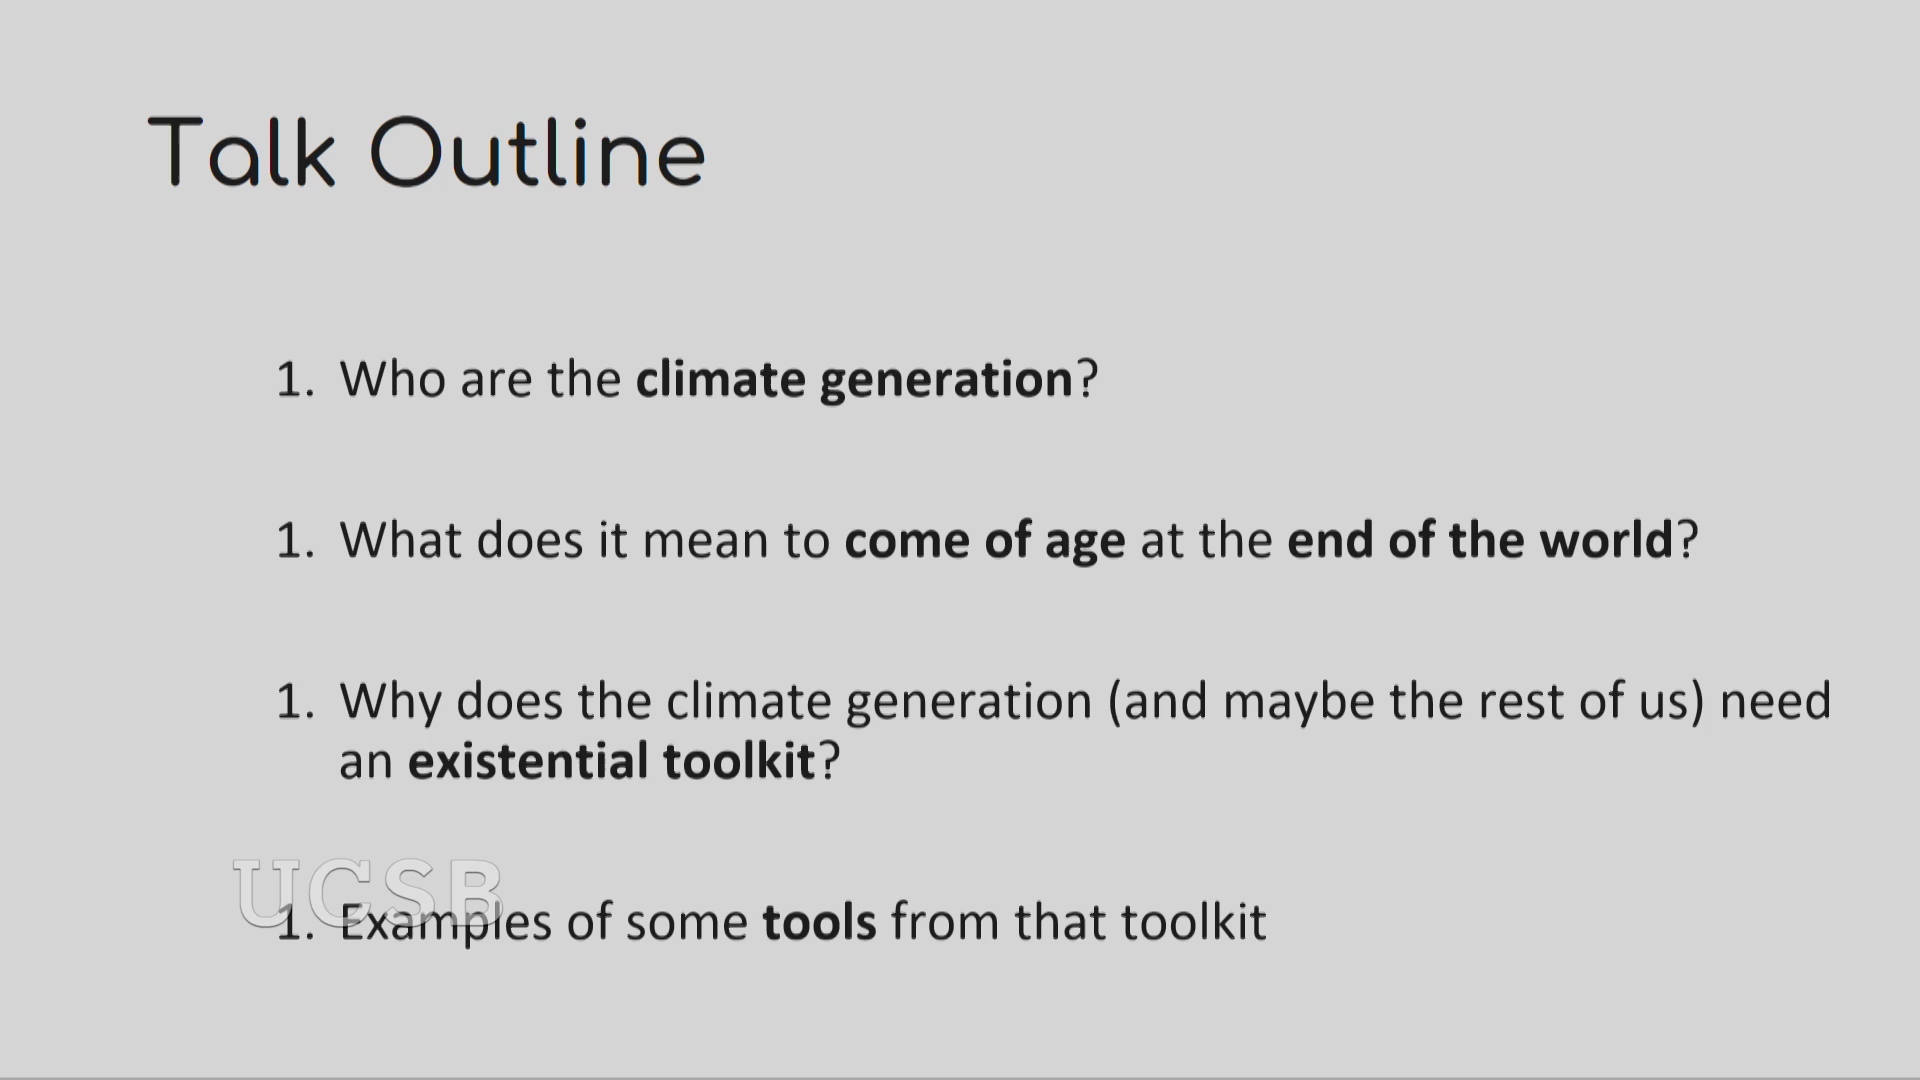 Talk Outline
1. Who are the climate generation?
1. What does it mean to come of age at the end of the world?
1. Why does the climate generation (and maybe the rest of us) need
an existential toolkit?
UCSB
1. Examples of some tools from that toolkit